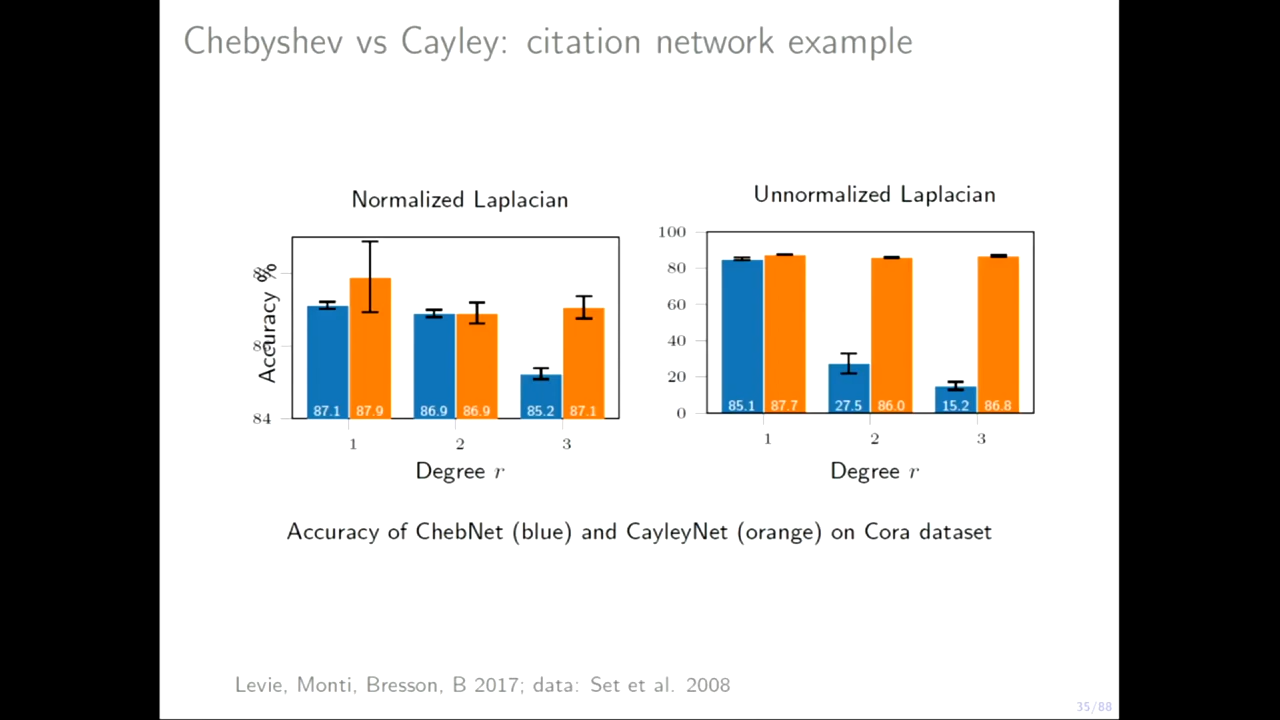 Chebyshev vs Cayley: citation network example
Normalized Laplacian
Accuracy %
84
87.1 87.9 86.9 86.9 85.2 87.1
1 2 3
Degree r
Unnormalized Laplacian
100
80
60
40
20
0
85.1 87.7 27.5 86.0 15.2 86.8
1 2 3
Degree r
Accuracy of ChebNet (blue) and CayleyNet (orange) on Cora dataset
Levie, Monti, Bresson, B 2017; data: Set et al. 2008
35/88